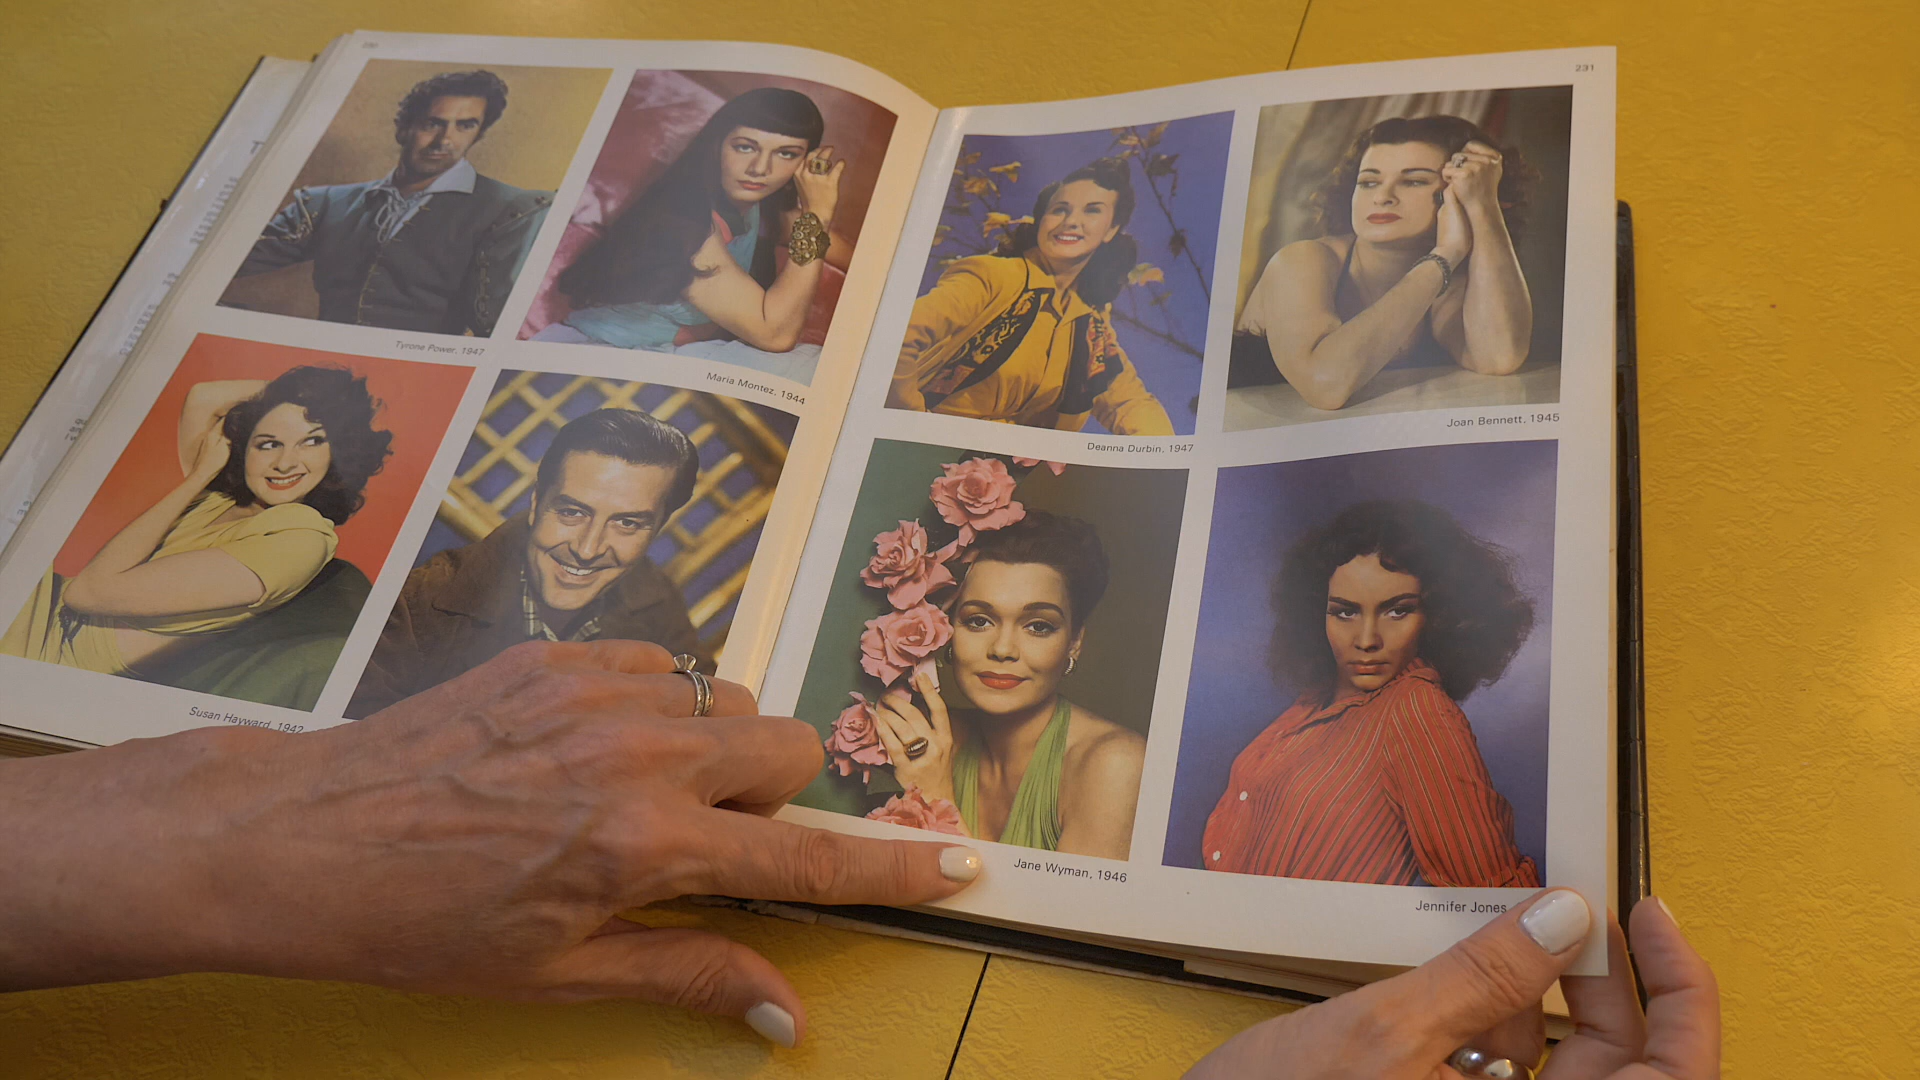 230
231
Tyrone Power, 1947
Maria Montez, 1944
Deanna Durbin, 1947
Joan Bennett, 1945
Susan Hayward, 1942
Jane Wyman, 1946
Jennifer Jones